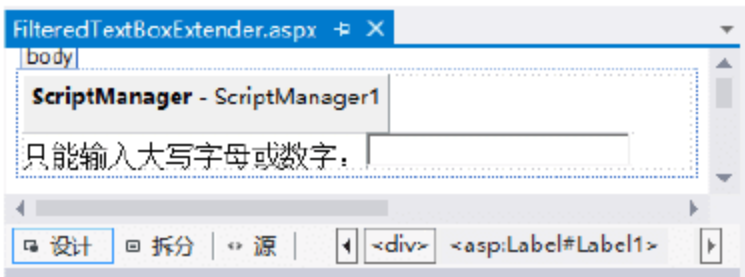 FilteredTextBoxExtender.aspx
body
ScriptManager - ScriptManager1
只能输入大写字母或数字：
设计 拆分 源 <div> <asp:Label#Label1>